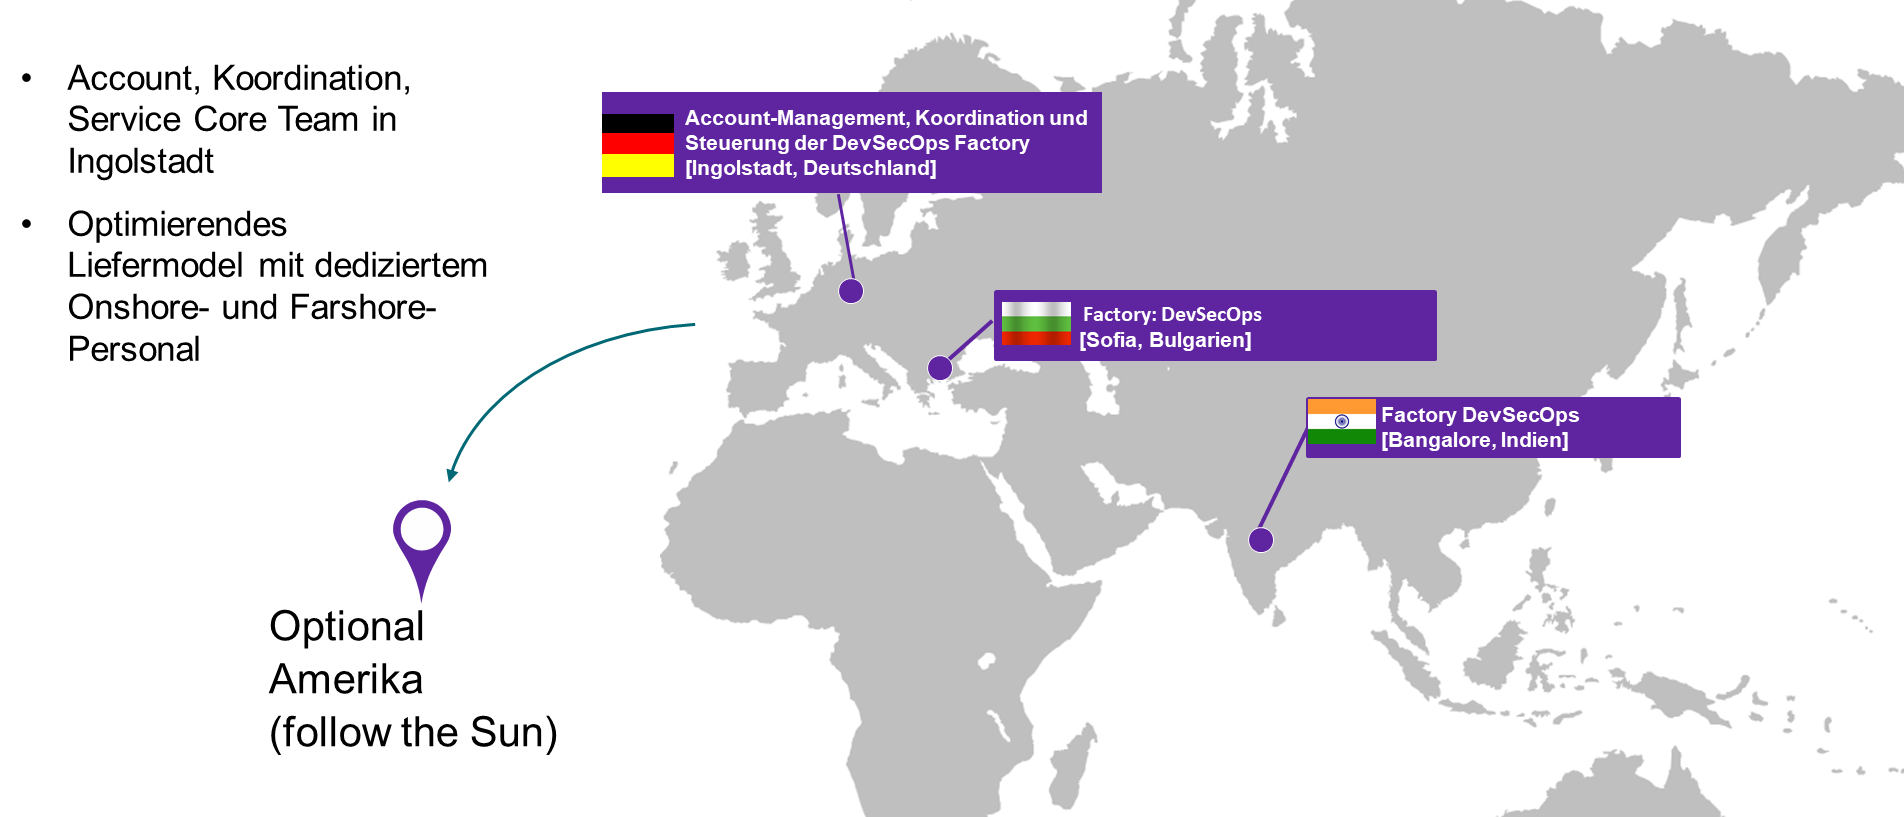 • Account, Koordination,
Service Core Team in
Ingolstadt
• Optimierendes
Liefermodel mit dediziertem
Onshore- und Farshore-
Personal
Account-Management, Koordination und
Steuerung der DevSecOps Factory
[Ingolstadt, Deutschland]
Factory: DevSecOps
[Sofia, Bulgarien]
Factory DevSecOps
[Bangalore, Indien]
Optional
Amerika
(follow the Sun)